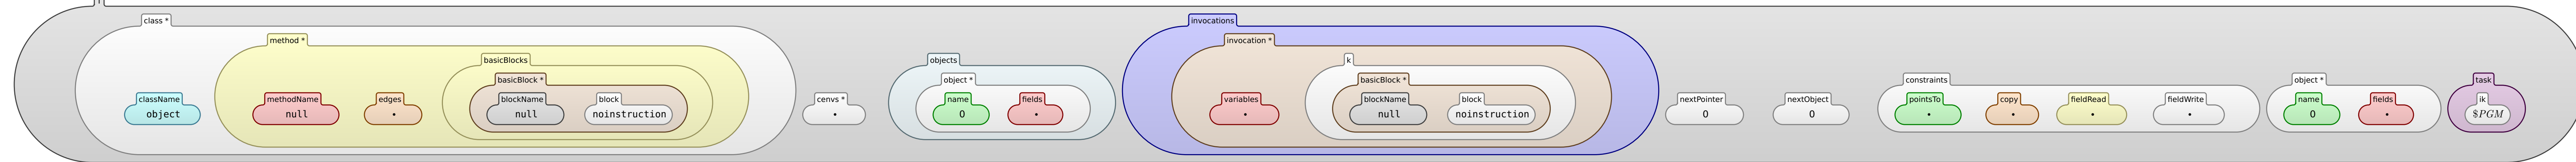 T
class *
className
object
method *
methodName
null
edges
•
basicBlocks
basicBlock *
blockName
null
block
noinstruction
cenvs *
•
objects
object *
name
0
fields
•
invocations
invocation *
variables
•
k
basicBlock *
blockName
null
block
noinstruction
nextPointer
0
nextObject
0
constraints
pointsTo
•
copy
•
fieldRead
•
fieldWrite
•
object *
name
0
fields
•
task
ik
$PGM